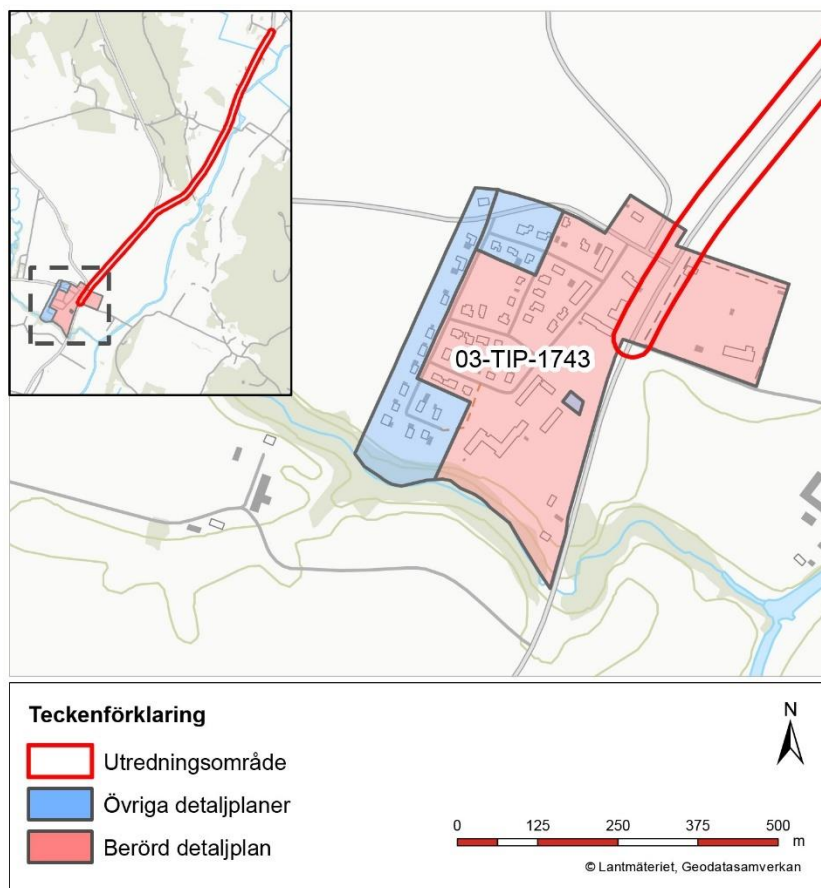 03-TIP-1743
Teckenförklaring
Utredningsområde
Övriga detaljplaner
Berörd detaljplan
N
0 125 250 375 500
m
© Lantmäteriet, Geodatasamverkan